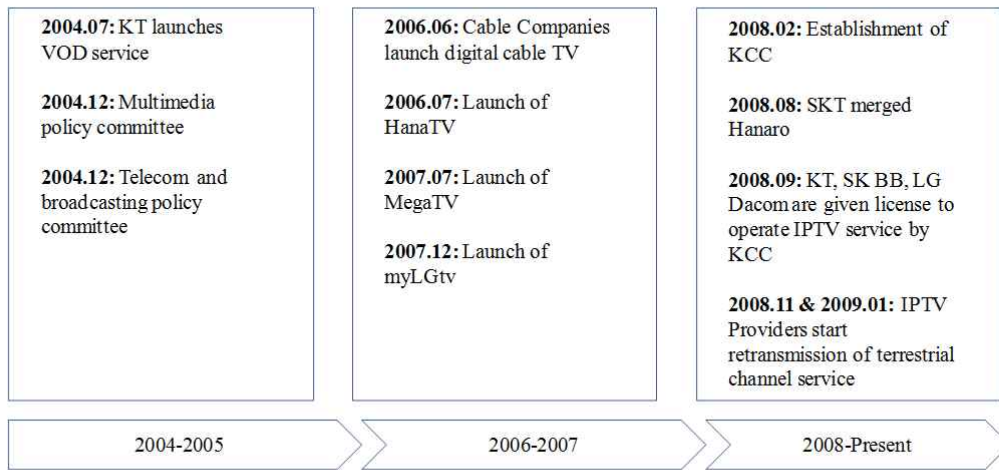 2004.07: KT launches
VOD service
2004.12: Multimedia
policy committee
2004.12: Telecom and
broadcasting policy
committee
2006.06: Cable Companies
launch digital cable TV
2006.07: Launch of
HanaTV
2007.07: Launch of
MegaTV
2007.12: Launch of
myLGtv
2008.02: Establishment of
KCC
2008.08: SKT merged
Hanaro
2008.09: KT, SK BB, LG
Dacom are given license to
operate IPTV service by
KCC
2008.11 & 2009.01: IPTV
Providers start
retransmission of terrestrial
channel service
2004-2005
2006-2007
2008-Present